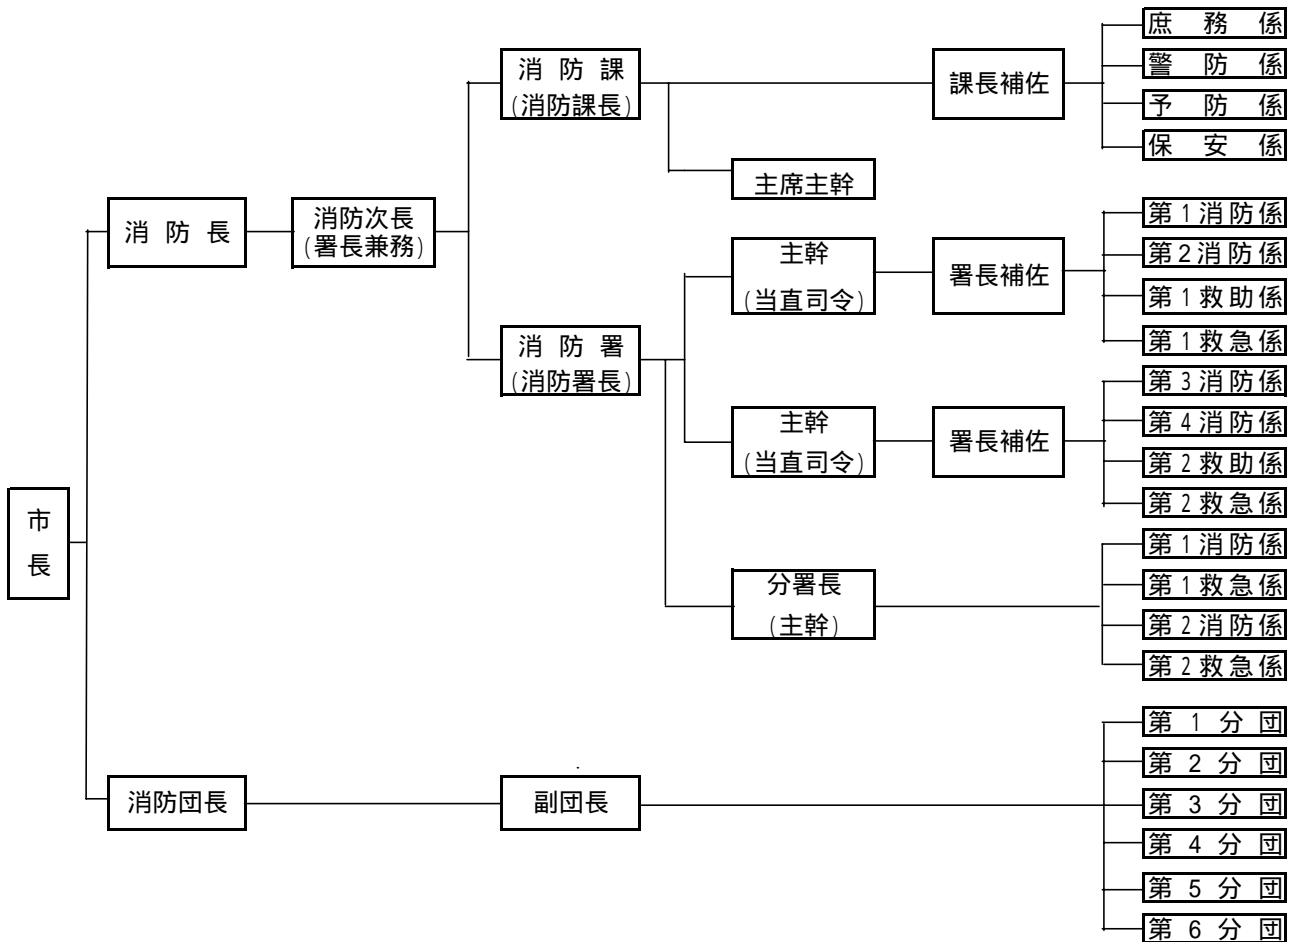 市
長
消 防 長
消防次長
(署長兼務)
消 防 課
(消防課長)
主席主幹
課長補佐
庶 務 係
警 防 係
予 防 係
保 安 係
消 防 署
(消防署長)
主幹
(当直司令)
署長補佐
第1消防係
第2消防係
第1救助係
第1救急係
主幹
(当直司令)
署長補佐
第3消防係
第4消防係
第2救助係
第2救急係
分署長
(主幹)
第1消防係
第1救急係
第2消防係
第2救急係
消防団長
副団長
第 1 分 団
第 2 分 団
第 3 分 団
第 4 分 団
第 5 分 団
第 6 分 団